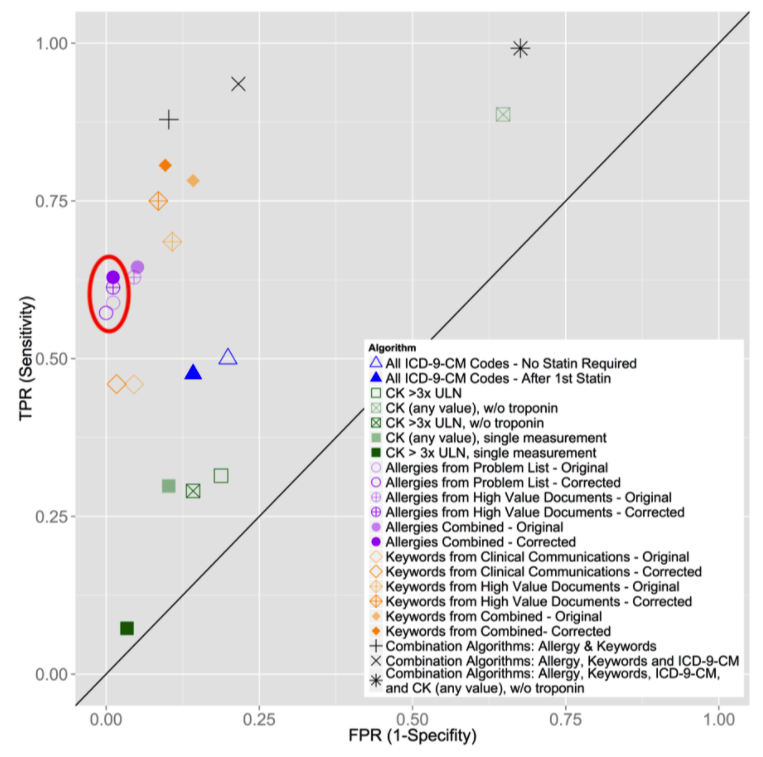 1.00
0.75
0.50
0.25
0.00
TPR (Sensitivity)
Algorithm
All ICD-9-CM Codes - No Statin Required
All ICD-9-CM Codes - After 1st Statin
CK >3x ULN
CK (any value), w/o troponin
CK >3x ULN, w/o troponin
CK (any value), single measurement
CK > 3x ULN, single measurement
Allergies from Problem List - Original
Allergies from Problem List - Corrected
Allergies from High Value Documents - Original
Allergies from High Value Documents - Corrected
Allergies Combined - Original
Allergies Combined - Corrected
Keywords from Clinical Communications - Original
Keywords from Clinical Communications - Corrected
Keywords from High Value Documents - Original
Keywords from High Value Documents - Corrected
Keywords from Combined - Original
Keywords from Combined- Corrected
Combination Algorithms: Allergy & Keywords
Combination Algorithms: Allergy, Keywords and ICD-9-CM
Combination Algorithms: Allergy, Keywords, ICD-9-CM,
and CK (any value), w/o troponin
0.00 0.25 0.50 0.75 1.00
FPR (1-Specifity)